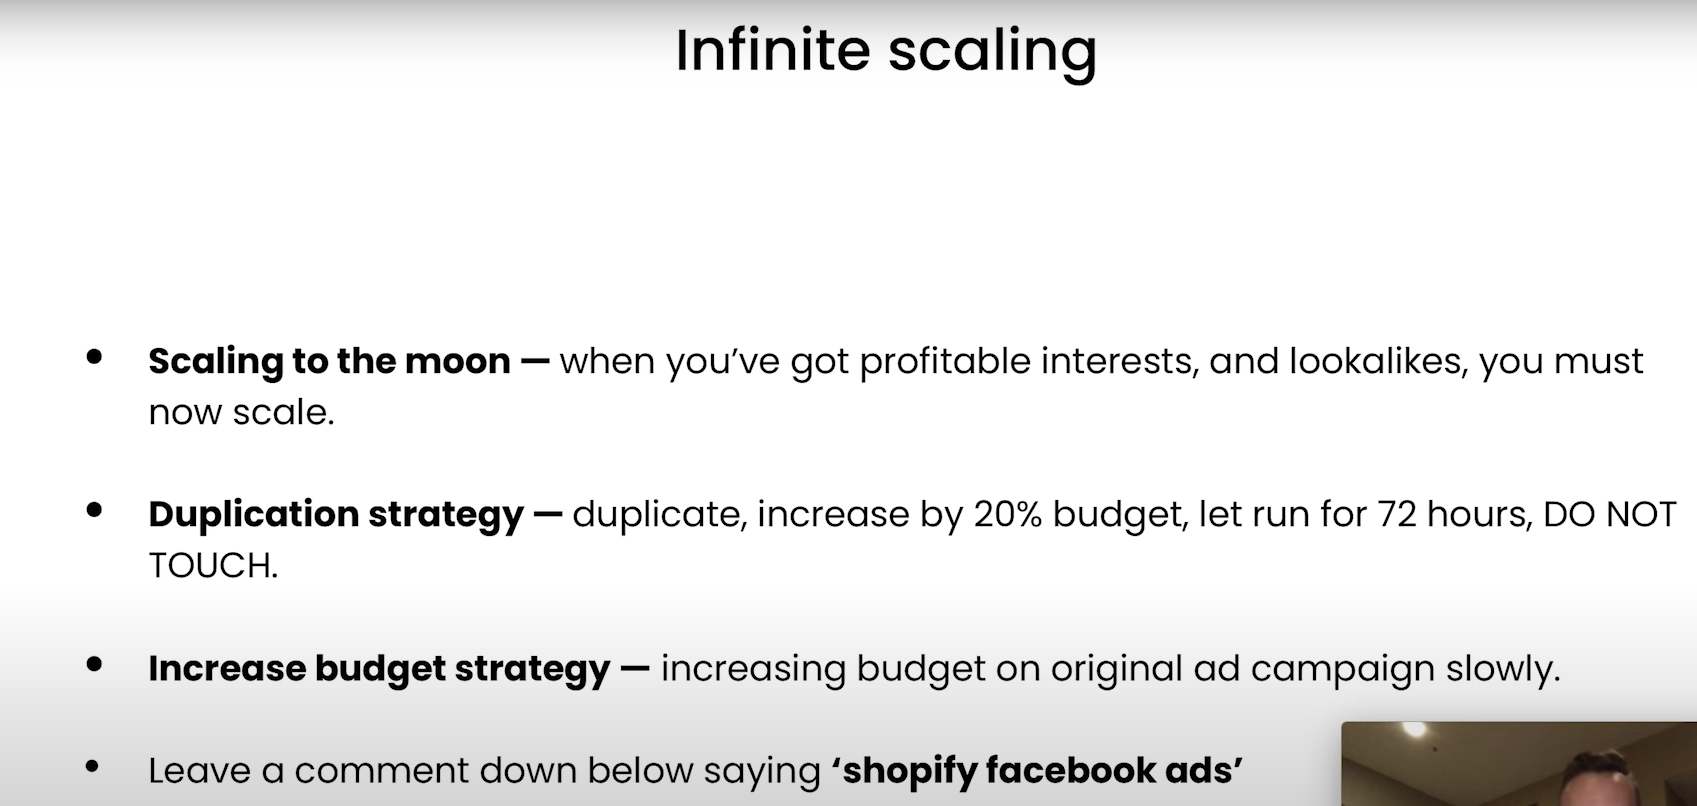 Infinite scaling
• Scaling to the moon — when you’ve got profitable interests, and lookalikes, you must
now scale.
• Duplication strategy — duplicate, increase by 20% budget, let run for 72 hours, DO NOT
TOUCH.
• Increase budget strategy — increasing budget on original ad campaign slowly.
• Leave a comment down below saying ‘shopify facebook ads’